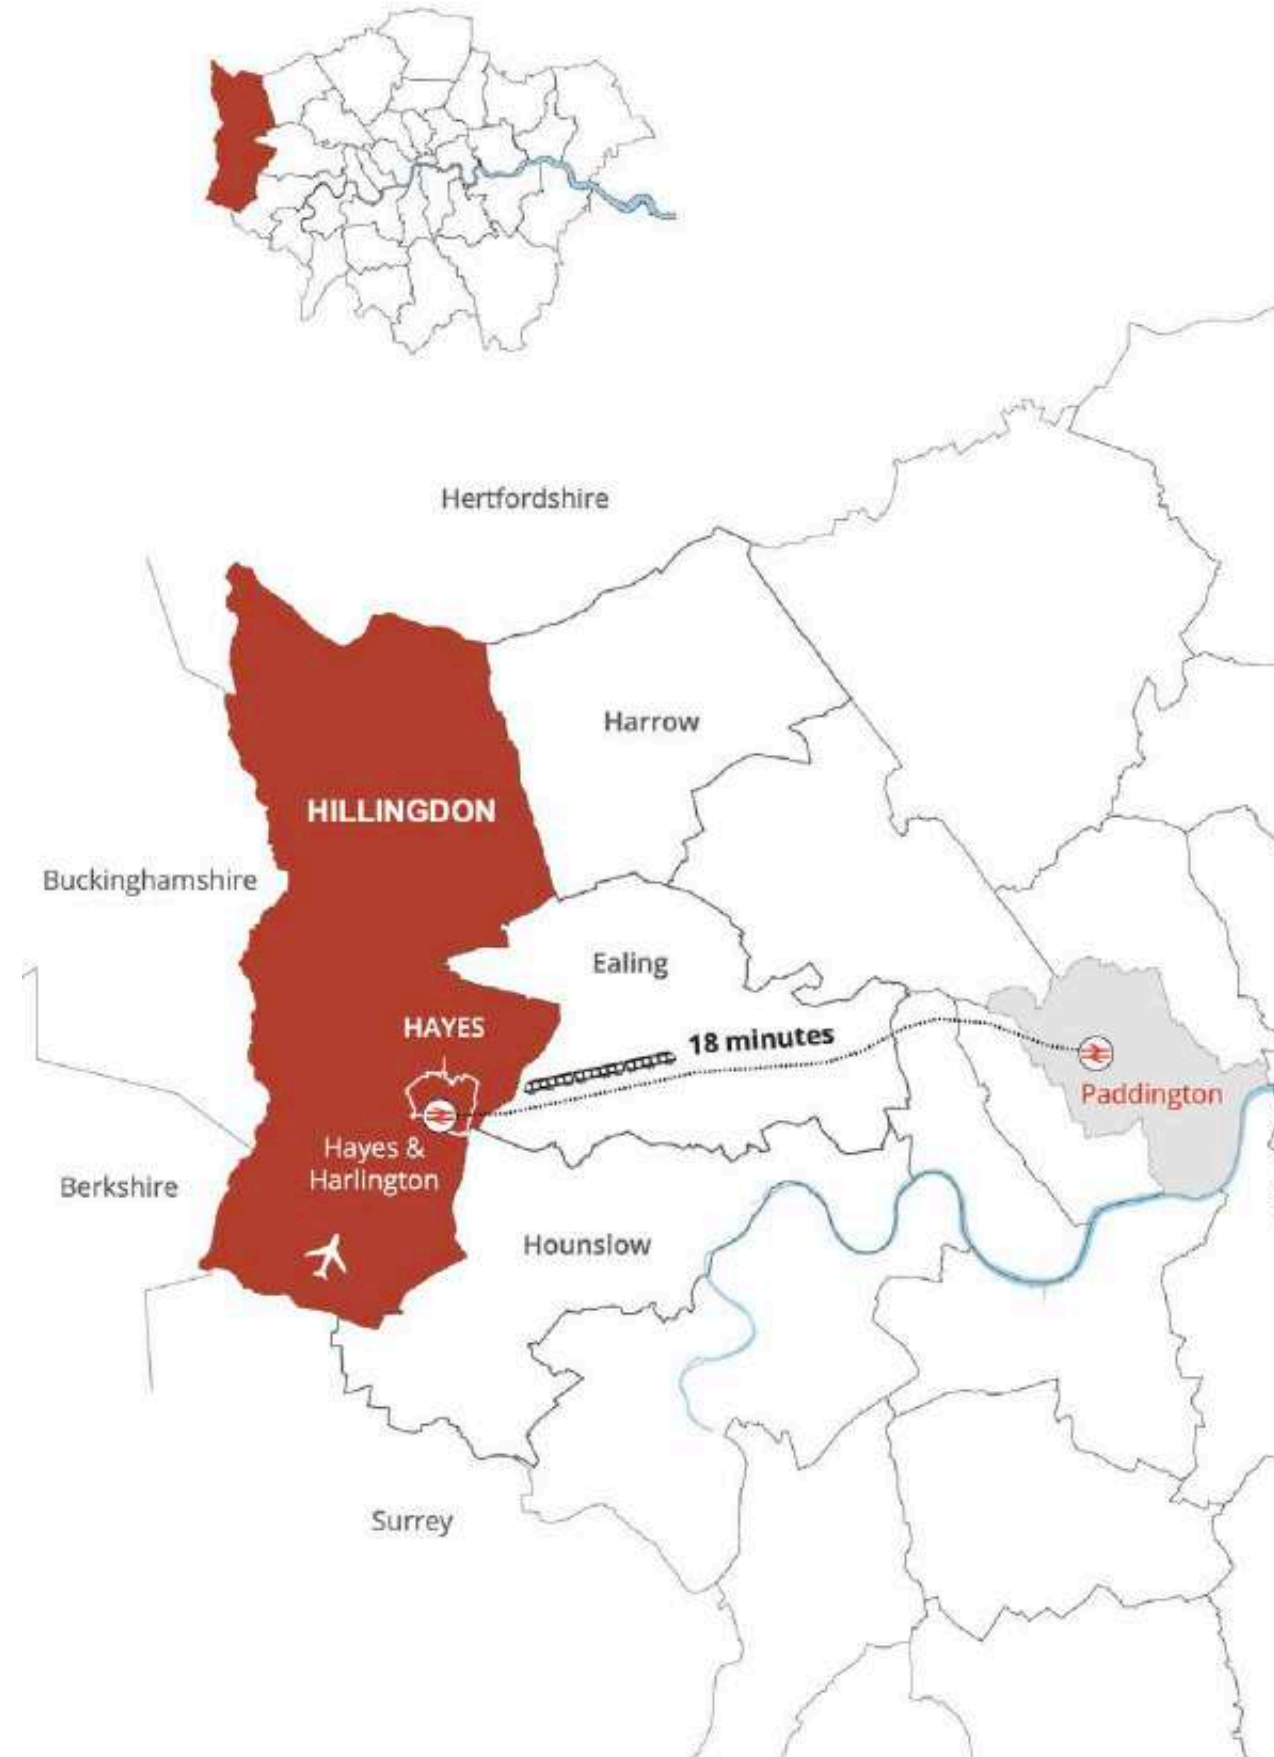 Hertfordshire
Harrow
HILLINGDON
Buckinghamshire
Ealing
HAYES
18 minutes
Paddington
Hayes &
Harlington
Berkshire
Hounslow
Surrey